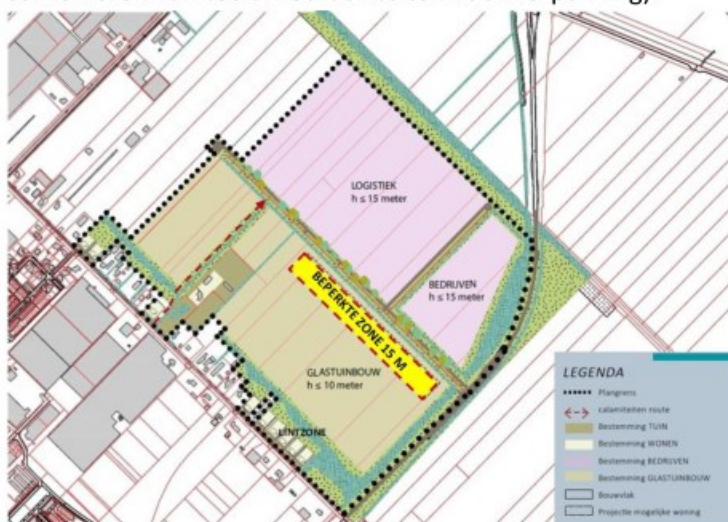 LOGISTIEK
h ≤ 15 meter
BEDRIJVEN
h ≤ 15 meter
BEPERKTE ZONE 15 M
GLASTUINBOUW
h ≤ 10 meter
LINTZONE
LEGENDA
Plangrens
calamiteiten route
Bestemming TUIN
Bestemming WONEN
Bestemming BEDRIJVEN
Bestemming GLASTUINBOUW
Bouwvlak
Projectie mogelijke woning